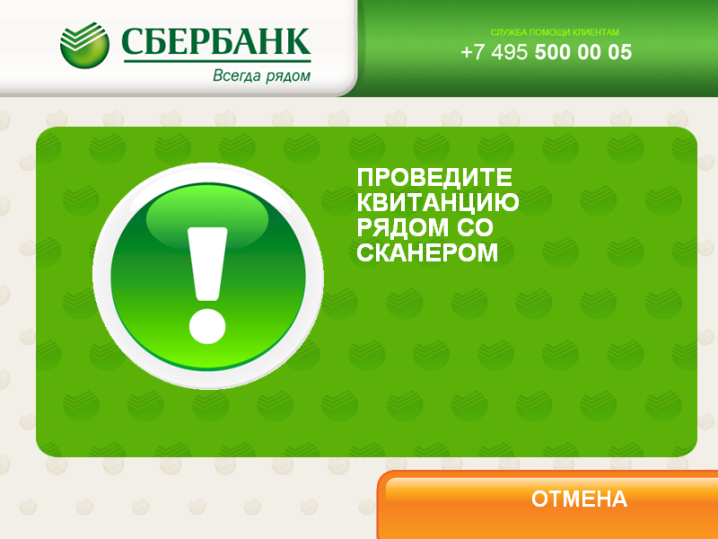 СБЕРБАНК
Всегда рядом
СЛУЖБА ПОМОЩИ КЛИЕНТАМ
+7 495 500 00 05
ПРОВЕДИТЕ
КВИТАНЦИЮ
РЯДОМ СО
СКАНЕРОМ
ОТМЕНА